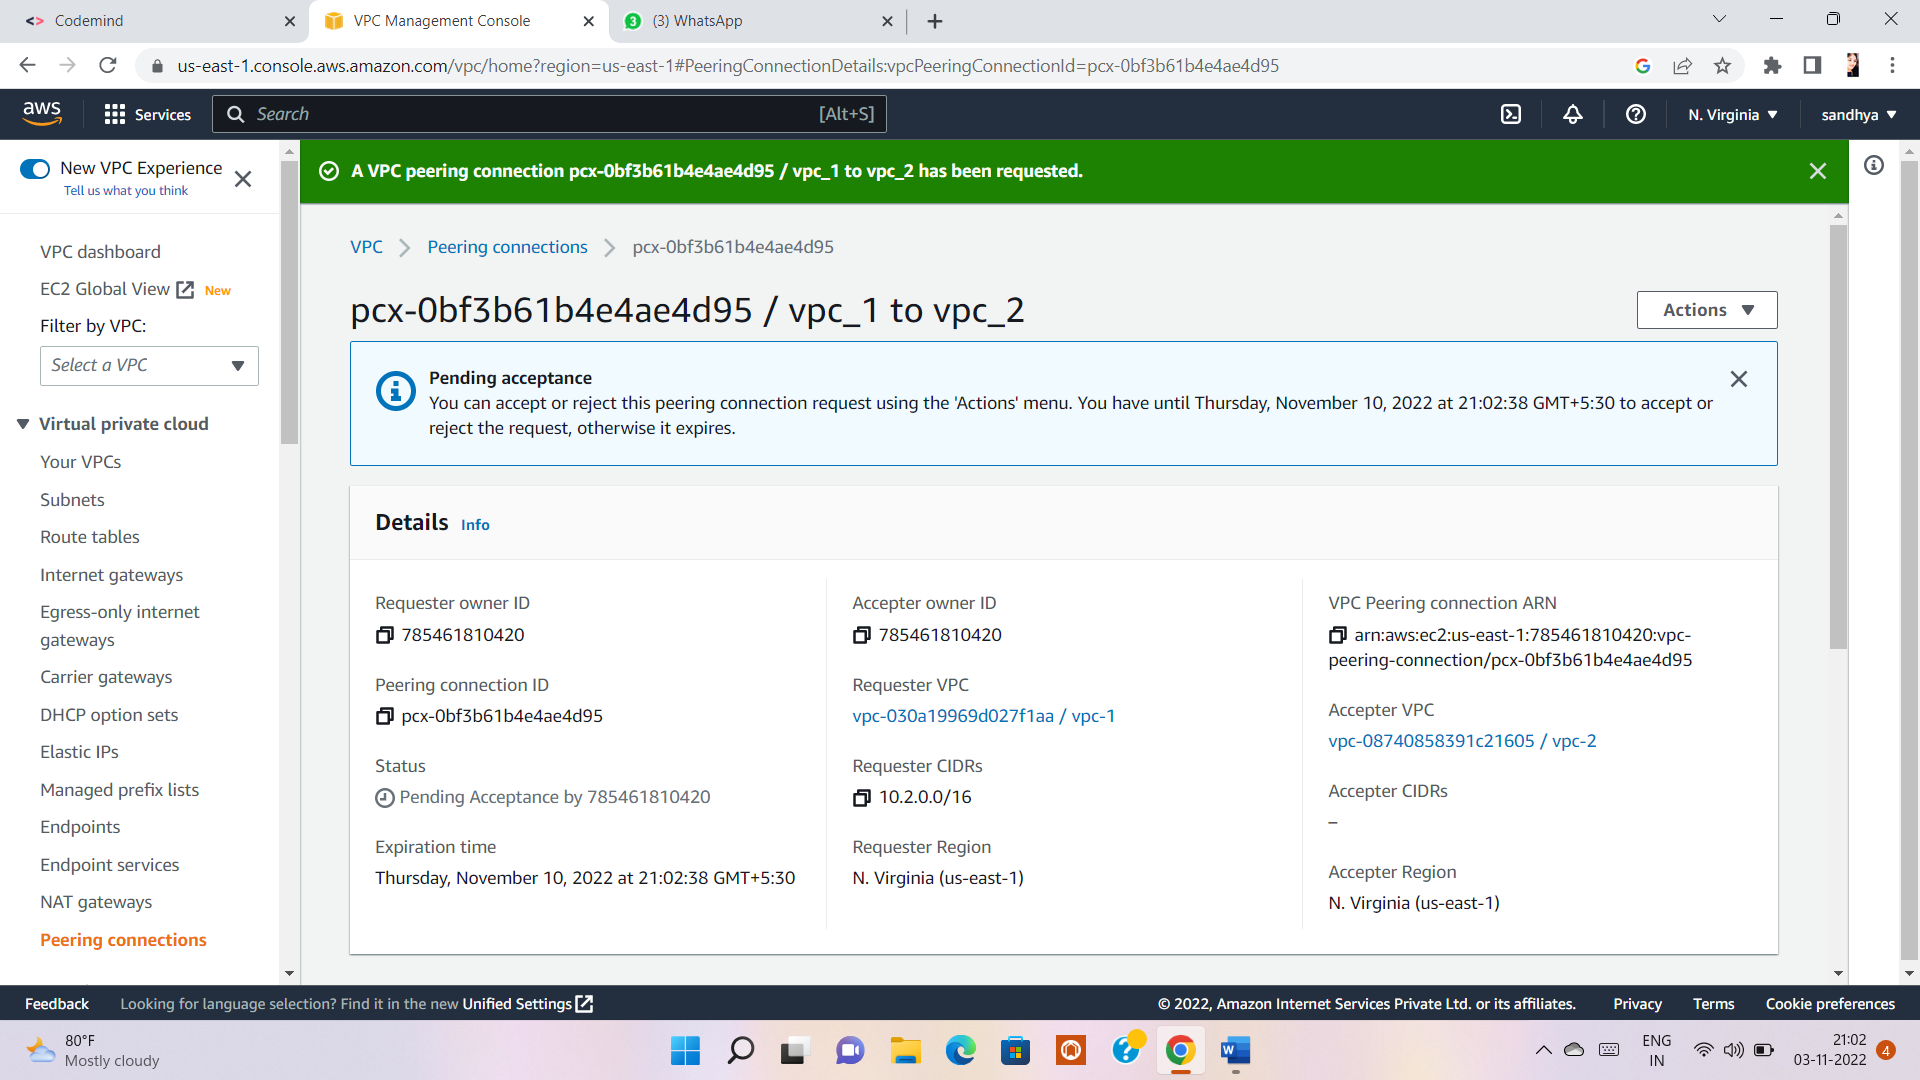 Codemind
VPC Management Console
3
(3) WhatsApp
us-east-1.console.aws.amazon.com/vpc/home?region=us-east-1#PeeringConnectionDetails:vpcPeeringConnectionId=pcx-0bf3b61b4e4ae4d95
aws
Services
Search
[Alt+S]
N. Virginia
sandhya
New VPC Experience
Tell us what you think
A VPC peering connection pcx-0bf3b61b4e4ae4d95 / vpc_1 to vpc_2 has been requested.
VPC dashboard
EC2 Global View New
Filter by VPC:
Select a VPC
Virtual private cloud
Your VPCs
Subnets
Route tables
Internet gateways
Egress-only internet
gateways
Carrier gateways
DHCP option sets
Elastic IPs
Managed prefix lists
Endpoints
Endpoint services
NAT gateways
Peering connections
VPC
Peering connections
pcx-0bf3b61b4e4ae4d95
pcx-0bf3b61b4e4ae4d95 / vpc_1 to vpc_2
Actions
Pending acceptance
You can accept or reject this peering connection request using the 'Actions' menu. You have until Thursday, November 10, 2022 at 21:02:38 GMT+5:30 to accept or
reject the request, otherwise it expires.
Details Info
Requester owner ID
785461810420
Peering connection ID
pcx-0bf3b61b4e4ae4d95
Status
Pending Acceptance by 785461810420
Expiration time
Thursday, November 10, 2022 at 21:02:38 GMT+5:30
Accepter owner ID
785461810420
Requester VPC
vpc-030a19969d027f1aa / vpc-1
Requester CIDRs
10.2.0.0/16
Requester Region
N. Virginia (us-east-1)
VPC Peering connection ARN
arn:aws:ec2:us-east-1:785461810420:vpc-
peering-connection/pcx-0bf3b61b4e4ae4d95
Accepter VPC
vpc-08740858391c21605 / vpc-2
Accepter CIDRs
–
Accepter Region
N. Virginia (us-east-1)
Feedback
Looking for language selection? Find it in the new Unified Settings
© 2022, Amazon Internet Services Private Ltd. or its affiliates.
Privacy
Terms
Cookie preferences
80°F
Mostly cloudy
W
ENG
IN
21:02
03-11-2022
4